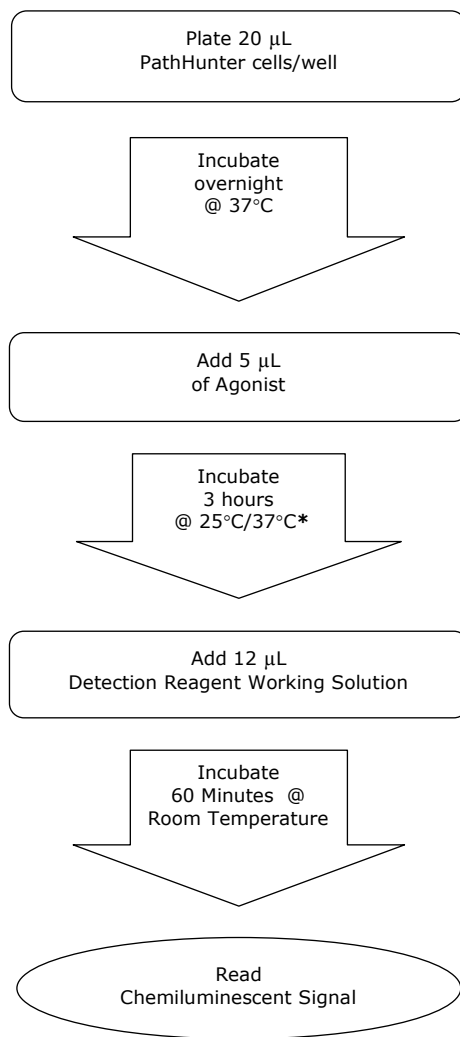 Plate 20 μL
PathHunter cells/well
Incubate
overnight
@ 37°C
Add 5 μL
of Agonist
Incubate
3 hours
@ 25°C/37°C*
Add 12 μL
Detection Reagent Working Solution
Incubate
60 Minutes @
Room Temperature
Read
Chemiluminescent Signal